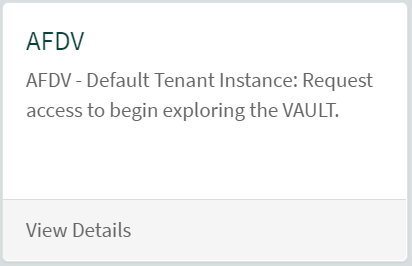 AFDV
AFDV - Default Tenant Instance: Request
access to begin exploring the VAULT.
View Details